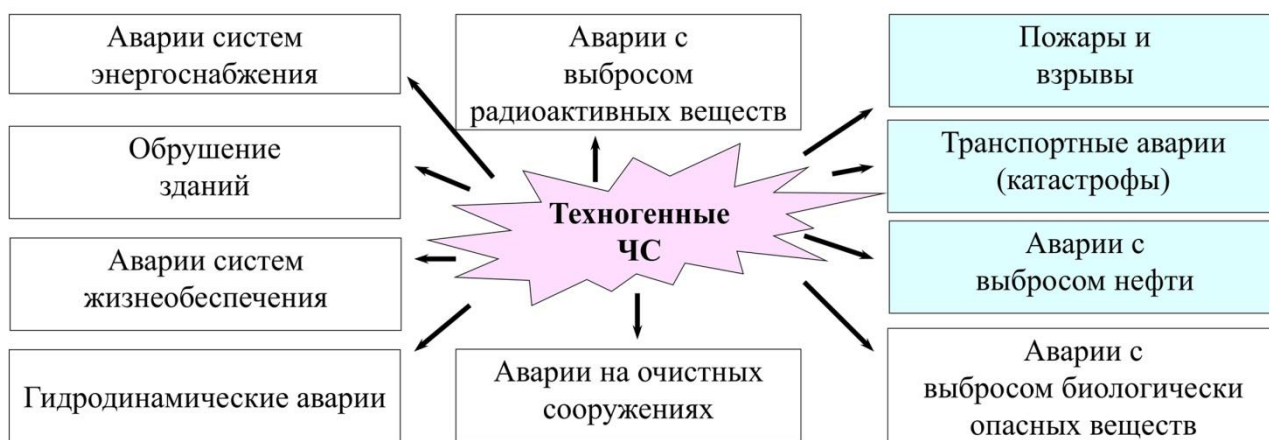 Аварии систем
энергоснабжения
Аварии с
выбросом
радиоактивных веществ
Пожары и
взрывы
Обрушение
зданий
Транспортные аварии
(катастрофы)
Техногенные
ЧС
Аварии систем
жизнеобеспечения
Аварии с
выбросом нефти
Гидродинамические аварии
Аварии на очистных
сооружениях
Аварии с
выбросом биологически
опасных веществ